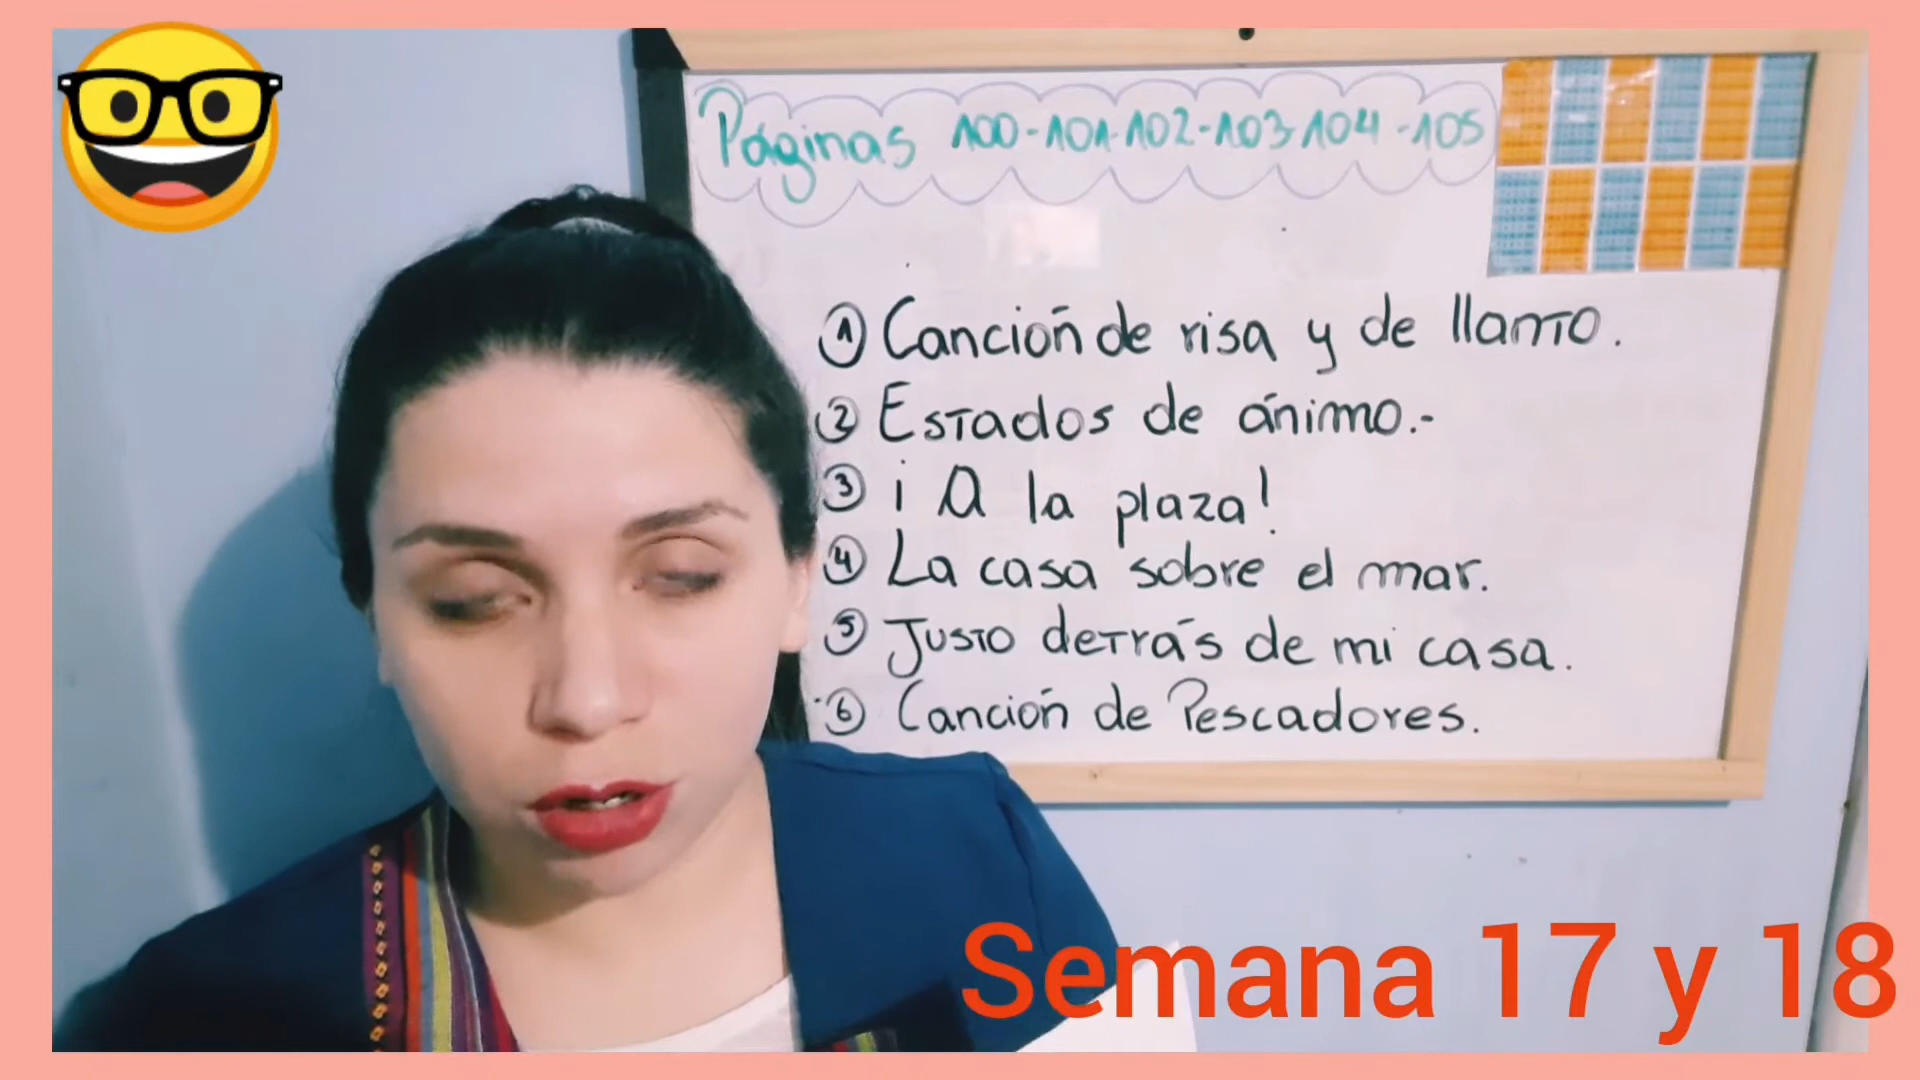 Páginas 100-101-102-103-104-105
① Canción de risa y de llanto.
② Estados de ánimo.-
③ ¡A la plaza!
④ La casa sobre el mar.
⑤ Justo detrás de mi casa.
⑥ Canción de Pescadores.
Semana 17 y 18